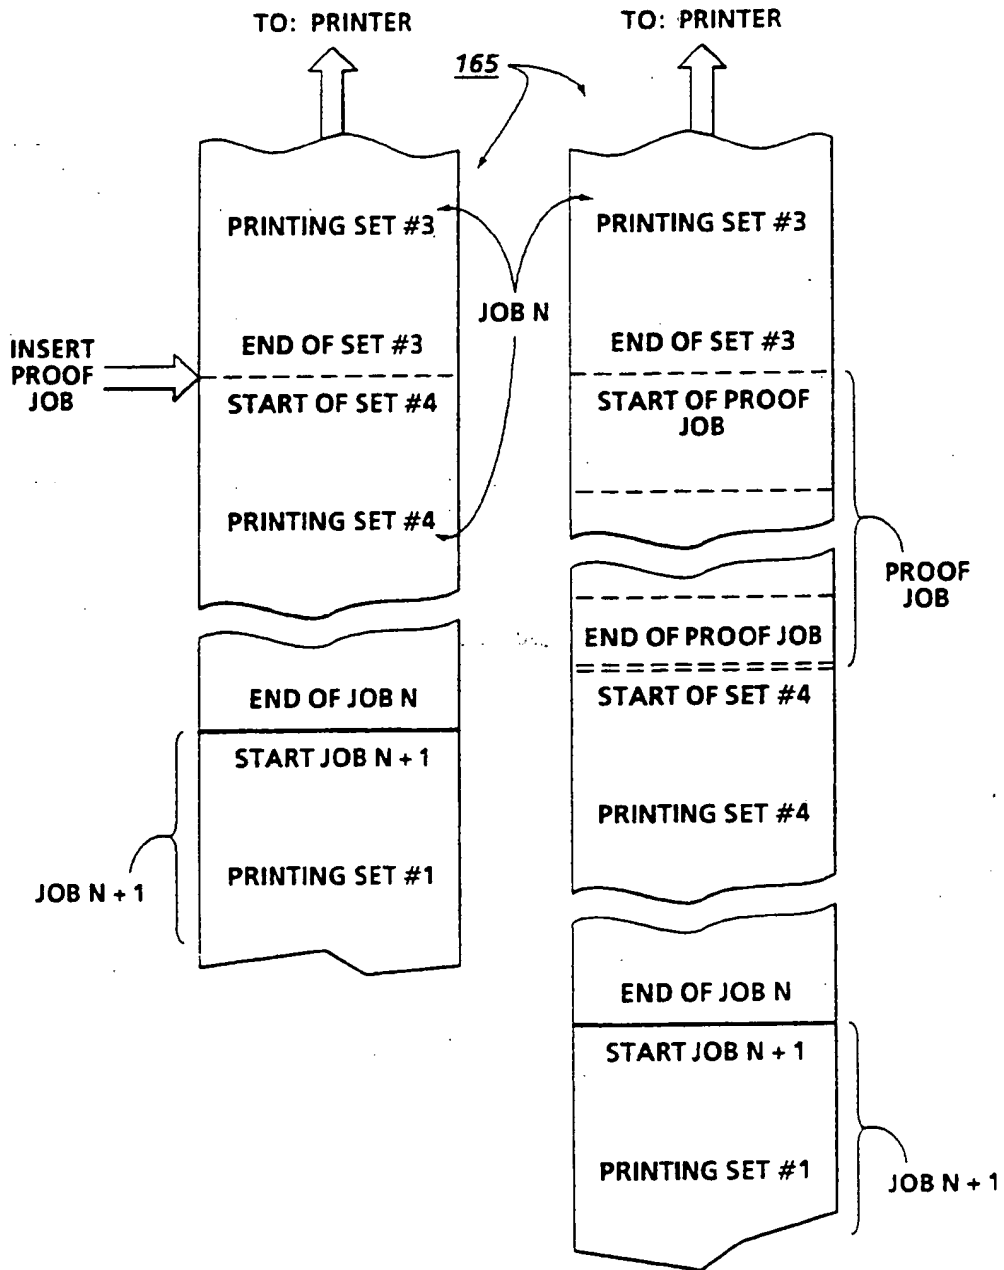 TO: PRINTER
TO: PRINTER
165
PRINTING SET #3
END OF SET #3
INSERT
PROOF
JOB
START OF SET #4
PRINTING SET #4
END OF JOB N
START JOB N + 1
PRINTING SET #1
JOB N + 1
JOB N
PRINTING SET #3
END OF SET #3
START OF PROOF
JOB
PROOF
JOB
END OF PROOF JOB
START OF SET #4
PRINTING SET #4
END OF JOB N
START JOB N + 1
PRINTING SET #1
JOB N + 1